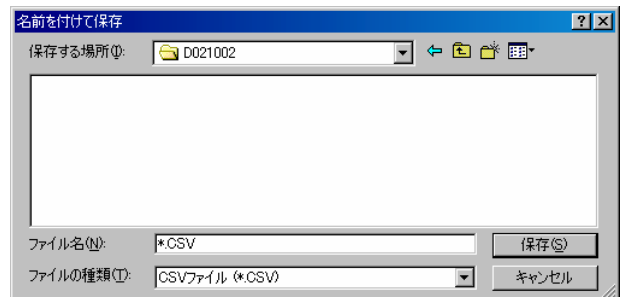 名前を付けて保存
保存する場所(I): D021002
ファイル名(N): *.CSV 保存(S)
ファイルの種類(T): CSVファイル (*.CSV) キャンセル